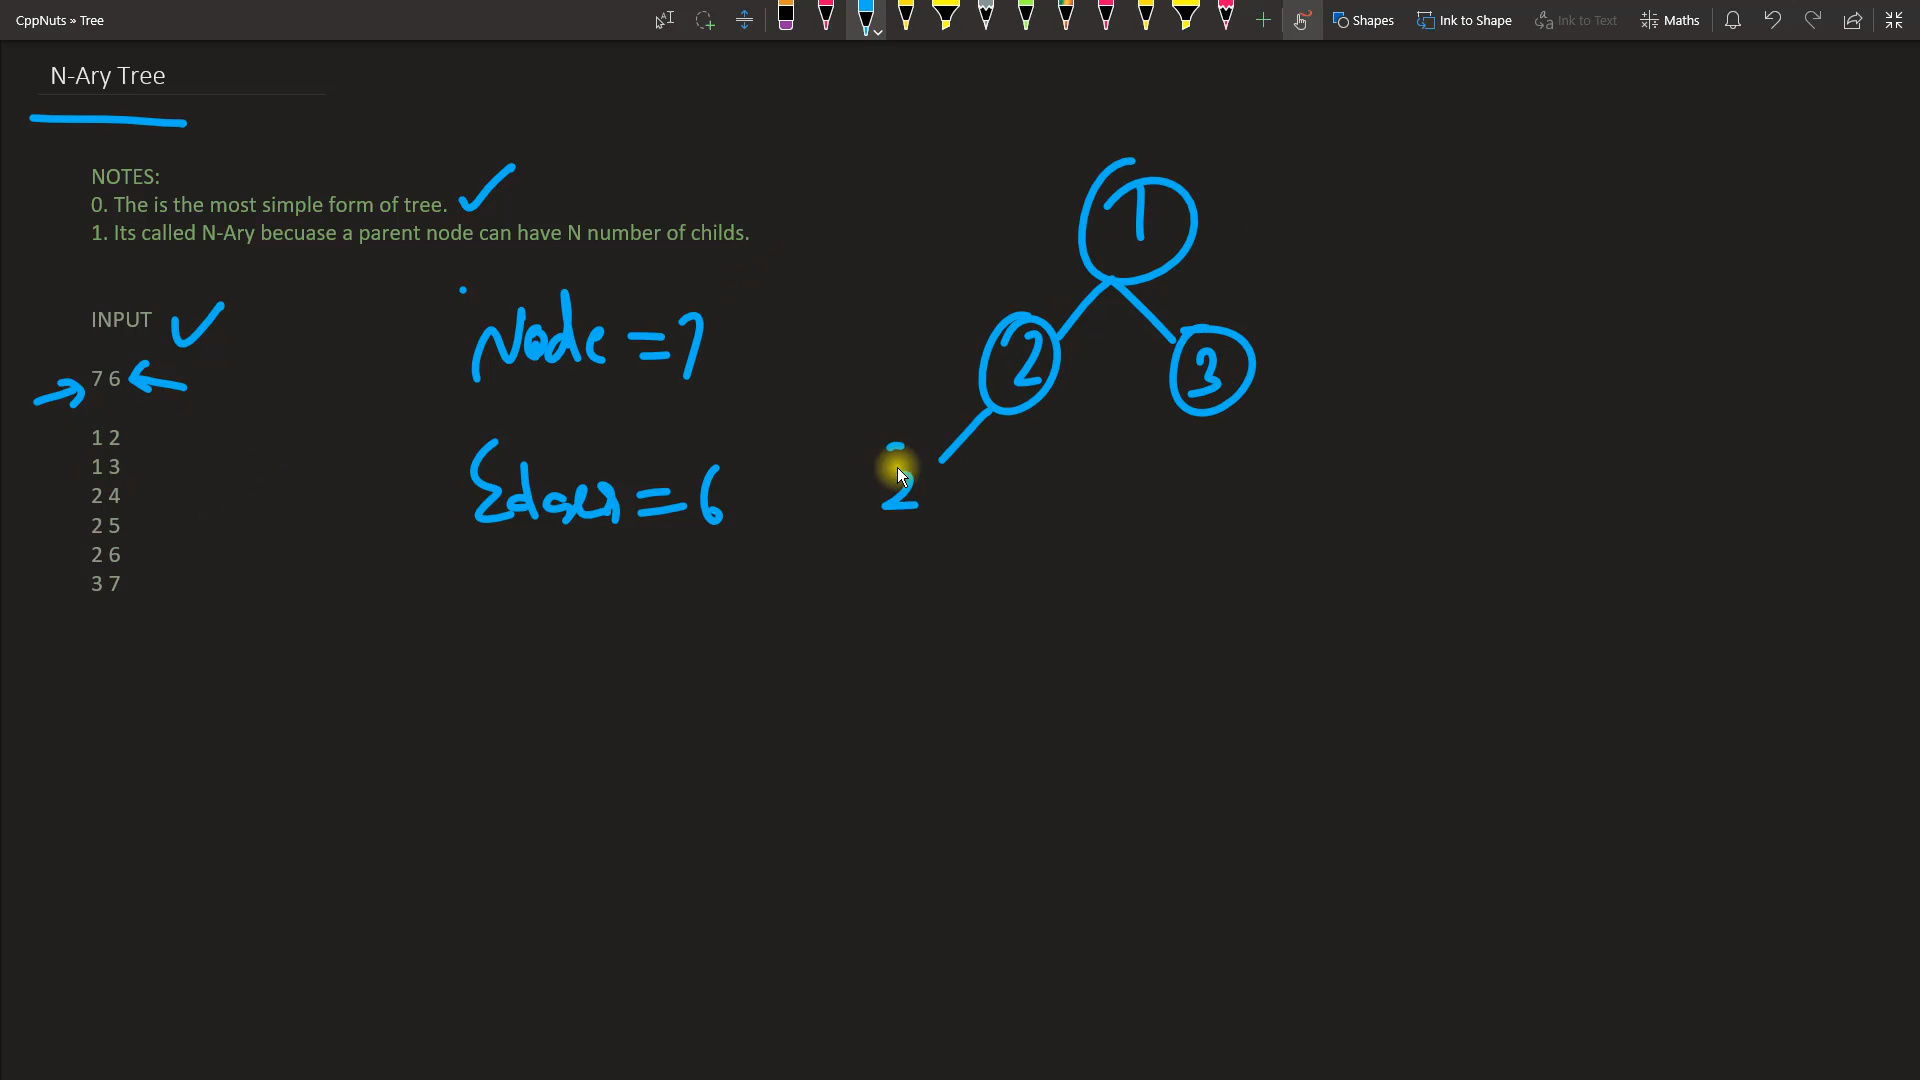 CppNuts » Tree
Shapes Ink to Shape Ink to Text Maths
N-Ary Tree
NOTES:
0. The is the most simple form of tree.
1. Its called N-Ary becuase a parent node can have N number of childs.
INPUT
7 6
1 2
1 3
2 4
2 5
2 6
3 7
Node = 7
Edges = 6
1
2 3
2